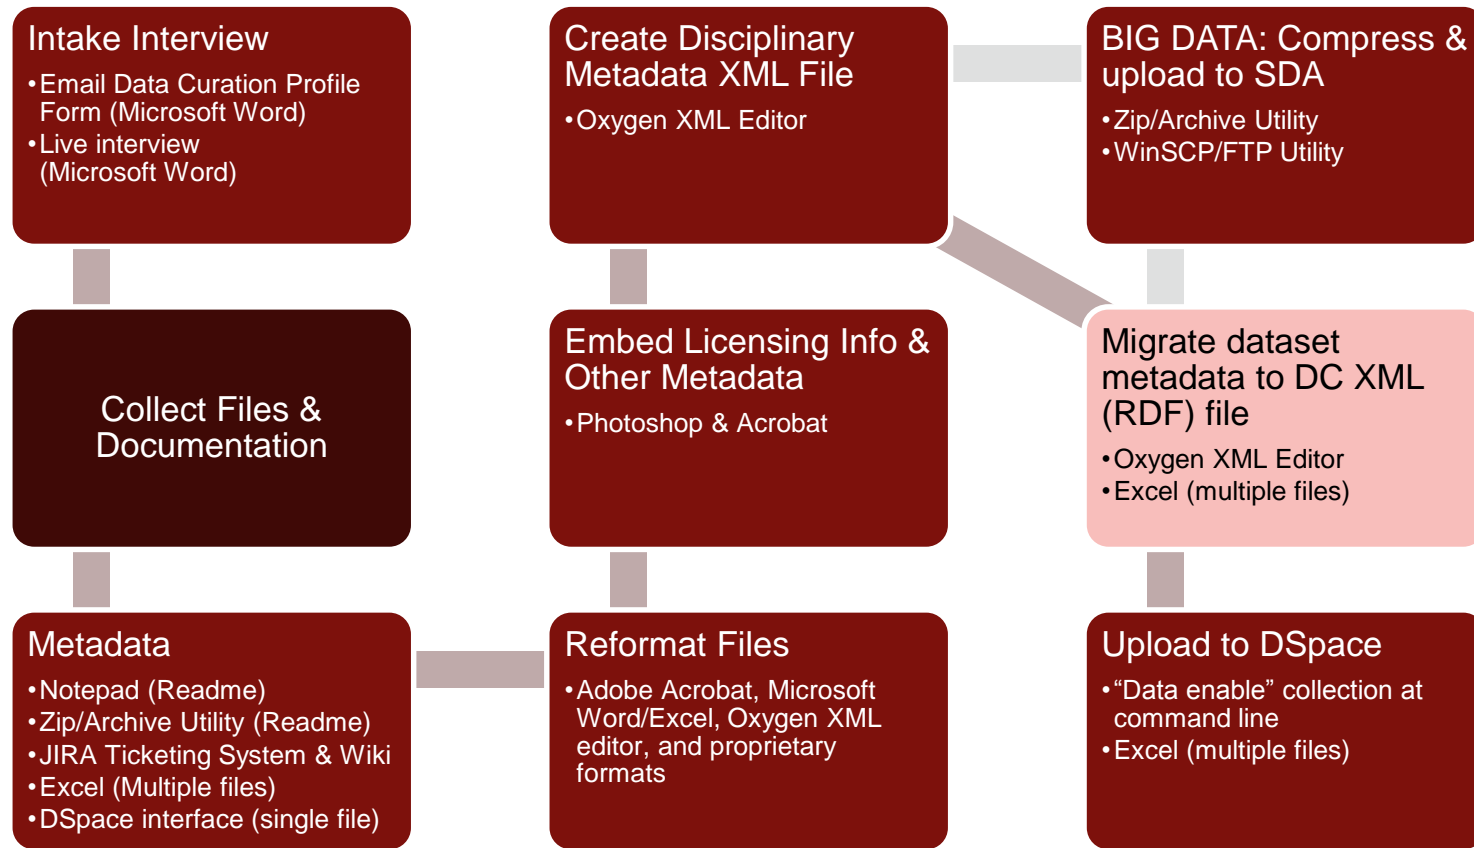 Intake Interview
•Email Data Curation Profile
Form (Microsoft Word)
•Live interview
(Microsoft Word)
Collect Files &
Documentation
Metadata
•Notepad (Readme)
•Zip/Archive Utility (Readme)
•JIRA Ticketing System & Wiki
•Excel (Multiple files)
•DSpace interface (single file)
Reformat Files
•Adobe Acrobat, Microsoft
Word/Excel, Oxygen XML
editor, and proprietary
formats
Embed Licensing Info &
Other Metadata
•Photoshop & Acrobat
Create Disciplinary
Metadata XML File
•Oxygen XML Editor
BIG DATA: Compress &
upload to SDA
•Zip/Archive Utility
•WinSCP/FTP Utility
Migrate dataset
metadata to DC XML
(RDF) file
•Oxygen XML Editor
•Excel (multiple files)
Upload to DSpace
•“Data enable” collection at
command line
•Excel (multiple files)